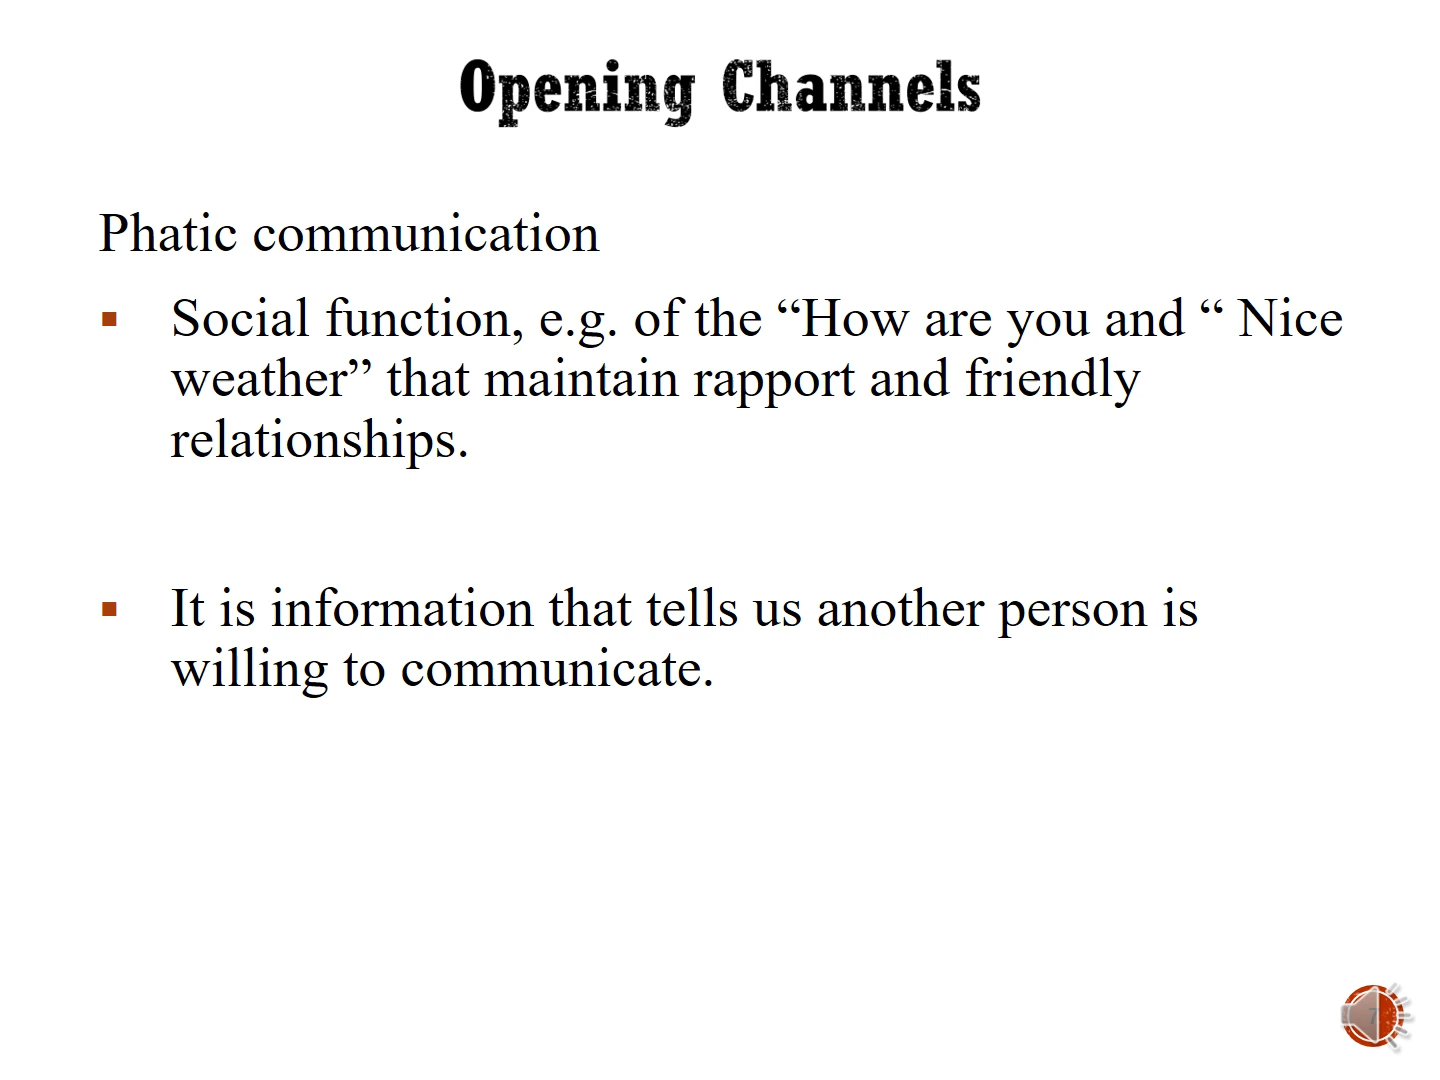 Opening Channels
Phatic communication
▪ Social function, e.g. of the “How are you and “ Nice
weather” that maintain rapport and friendly
relationships.
▪ It is information that tells us another person is
willing to communicate.
7